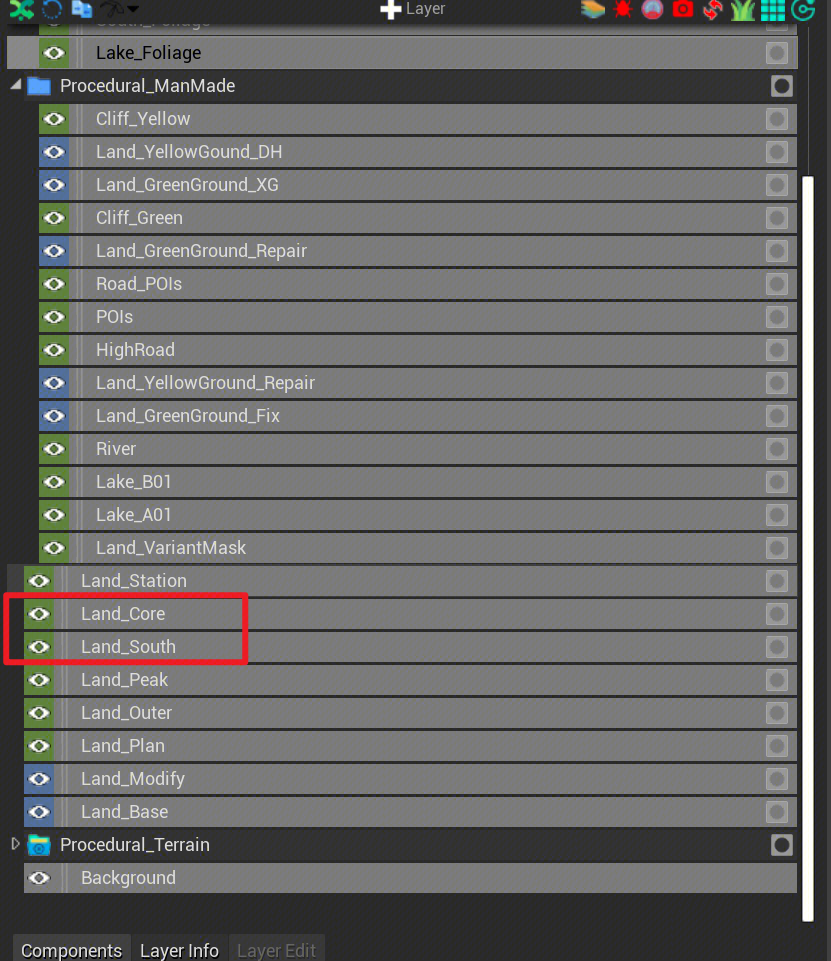 Layer
South_Foliage
Lake_Foliage
Procedural_ManMade
Cliff_Yellow
Land_YellowGound_DH
Land_GreenGround_XG
Cliff_Green
Land_GreenGround_Repair
Road_POIs
POIs
HighRoad
Land_YellowGround_Repair
Land_GreenGround_Fix
River
Lake_B01
Lake_A01
Land_VariantMask
Land_Station
Land_Core
Land_South
Land_Peak
Land_Outer
Land_Plan
Land_Modify
Land_Base
Procedural_Terrain
Background
Components Layer Info Layer Edit